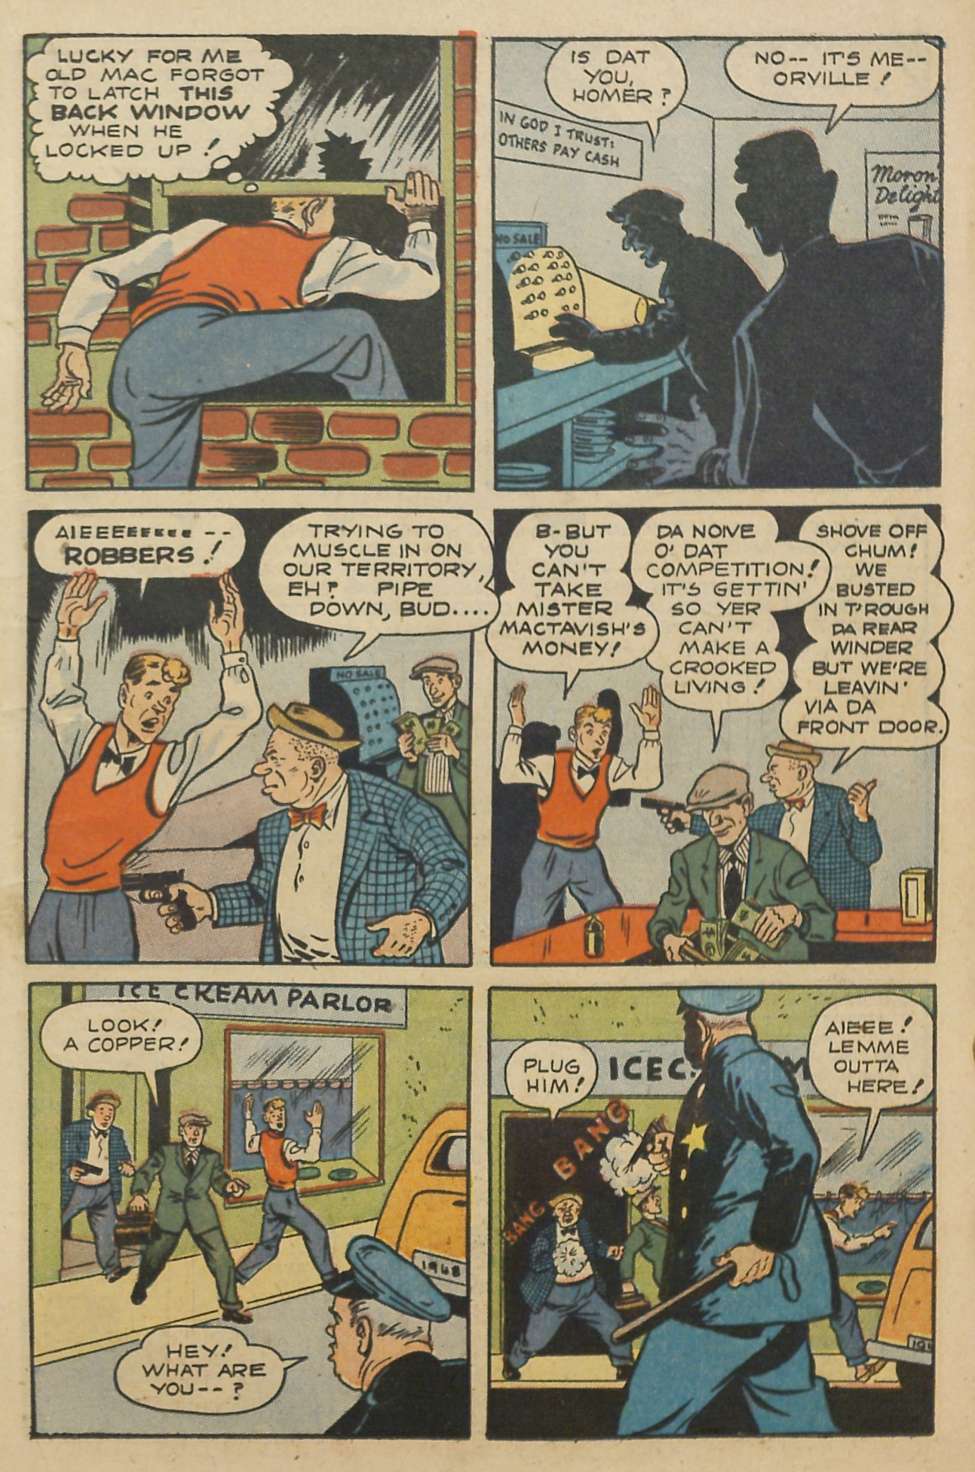 LUCKY FOR ME
OLD MAC FORGOT
TO LATCH THIS
BACK WINDOW
WHEN HE
LOCKED UP!
IS DAT
YOU,
HOMER?
NO-- IT'S ME--
ORVILLE!
IN GOD I TRUST:
OTHERS PAY CASH
Moron
Delight
NO SALE
AIEEEEEEEEE--
ROBBERS!
TRYING TO
MUSCLE IN ON
OUR TERRITORY,
EH? PIPE
DOWN, BUD....
NO SALE
B-BUT
YOU
CAN'T
TAKE
MISTER
MACTAVISH'S
MONEY!
DA NOIVE
O' DAT
COMPETITION!
IT'S GETTIN'
SO YER
CAN'T
MAKE A
CROOKED
LIVING!
SHOVE OFF
CHUM!
WE
BUSTED
IN T'ROUGH
DA REAR
WINDER
BUT WE'RE
LEAVIN'
VIA DA
FRONT DOOR.
ICE CREAM PARLOR
LOOK!
A COPPER!
1968
HEY!
WHAT ARE
YOU--?
PLUG
HIM!
ICE C M
AIEEE!
LEMME
OUTTA
HERE!
BANG
BANG